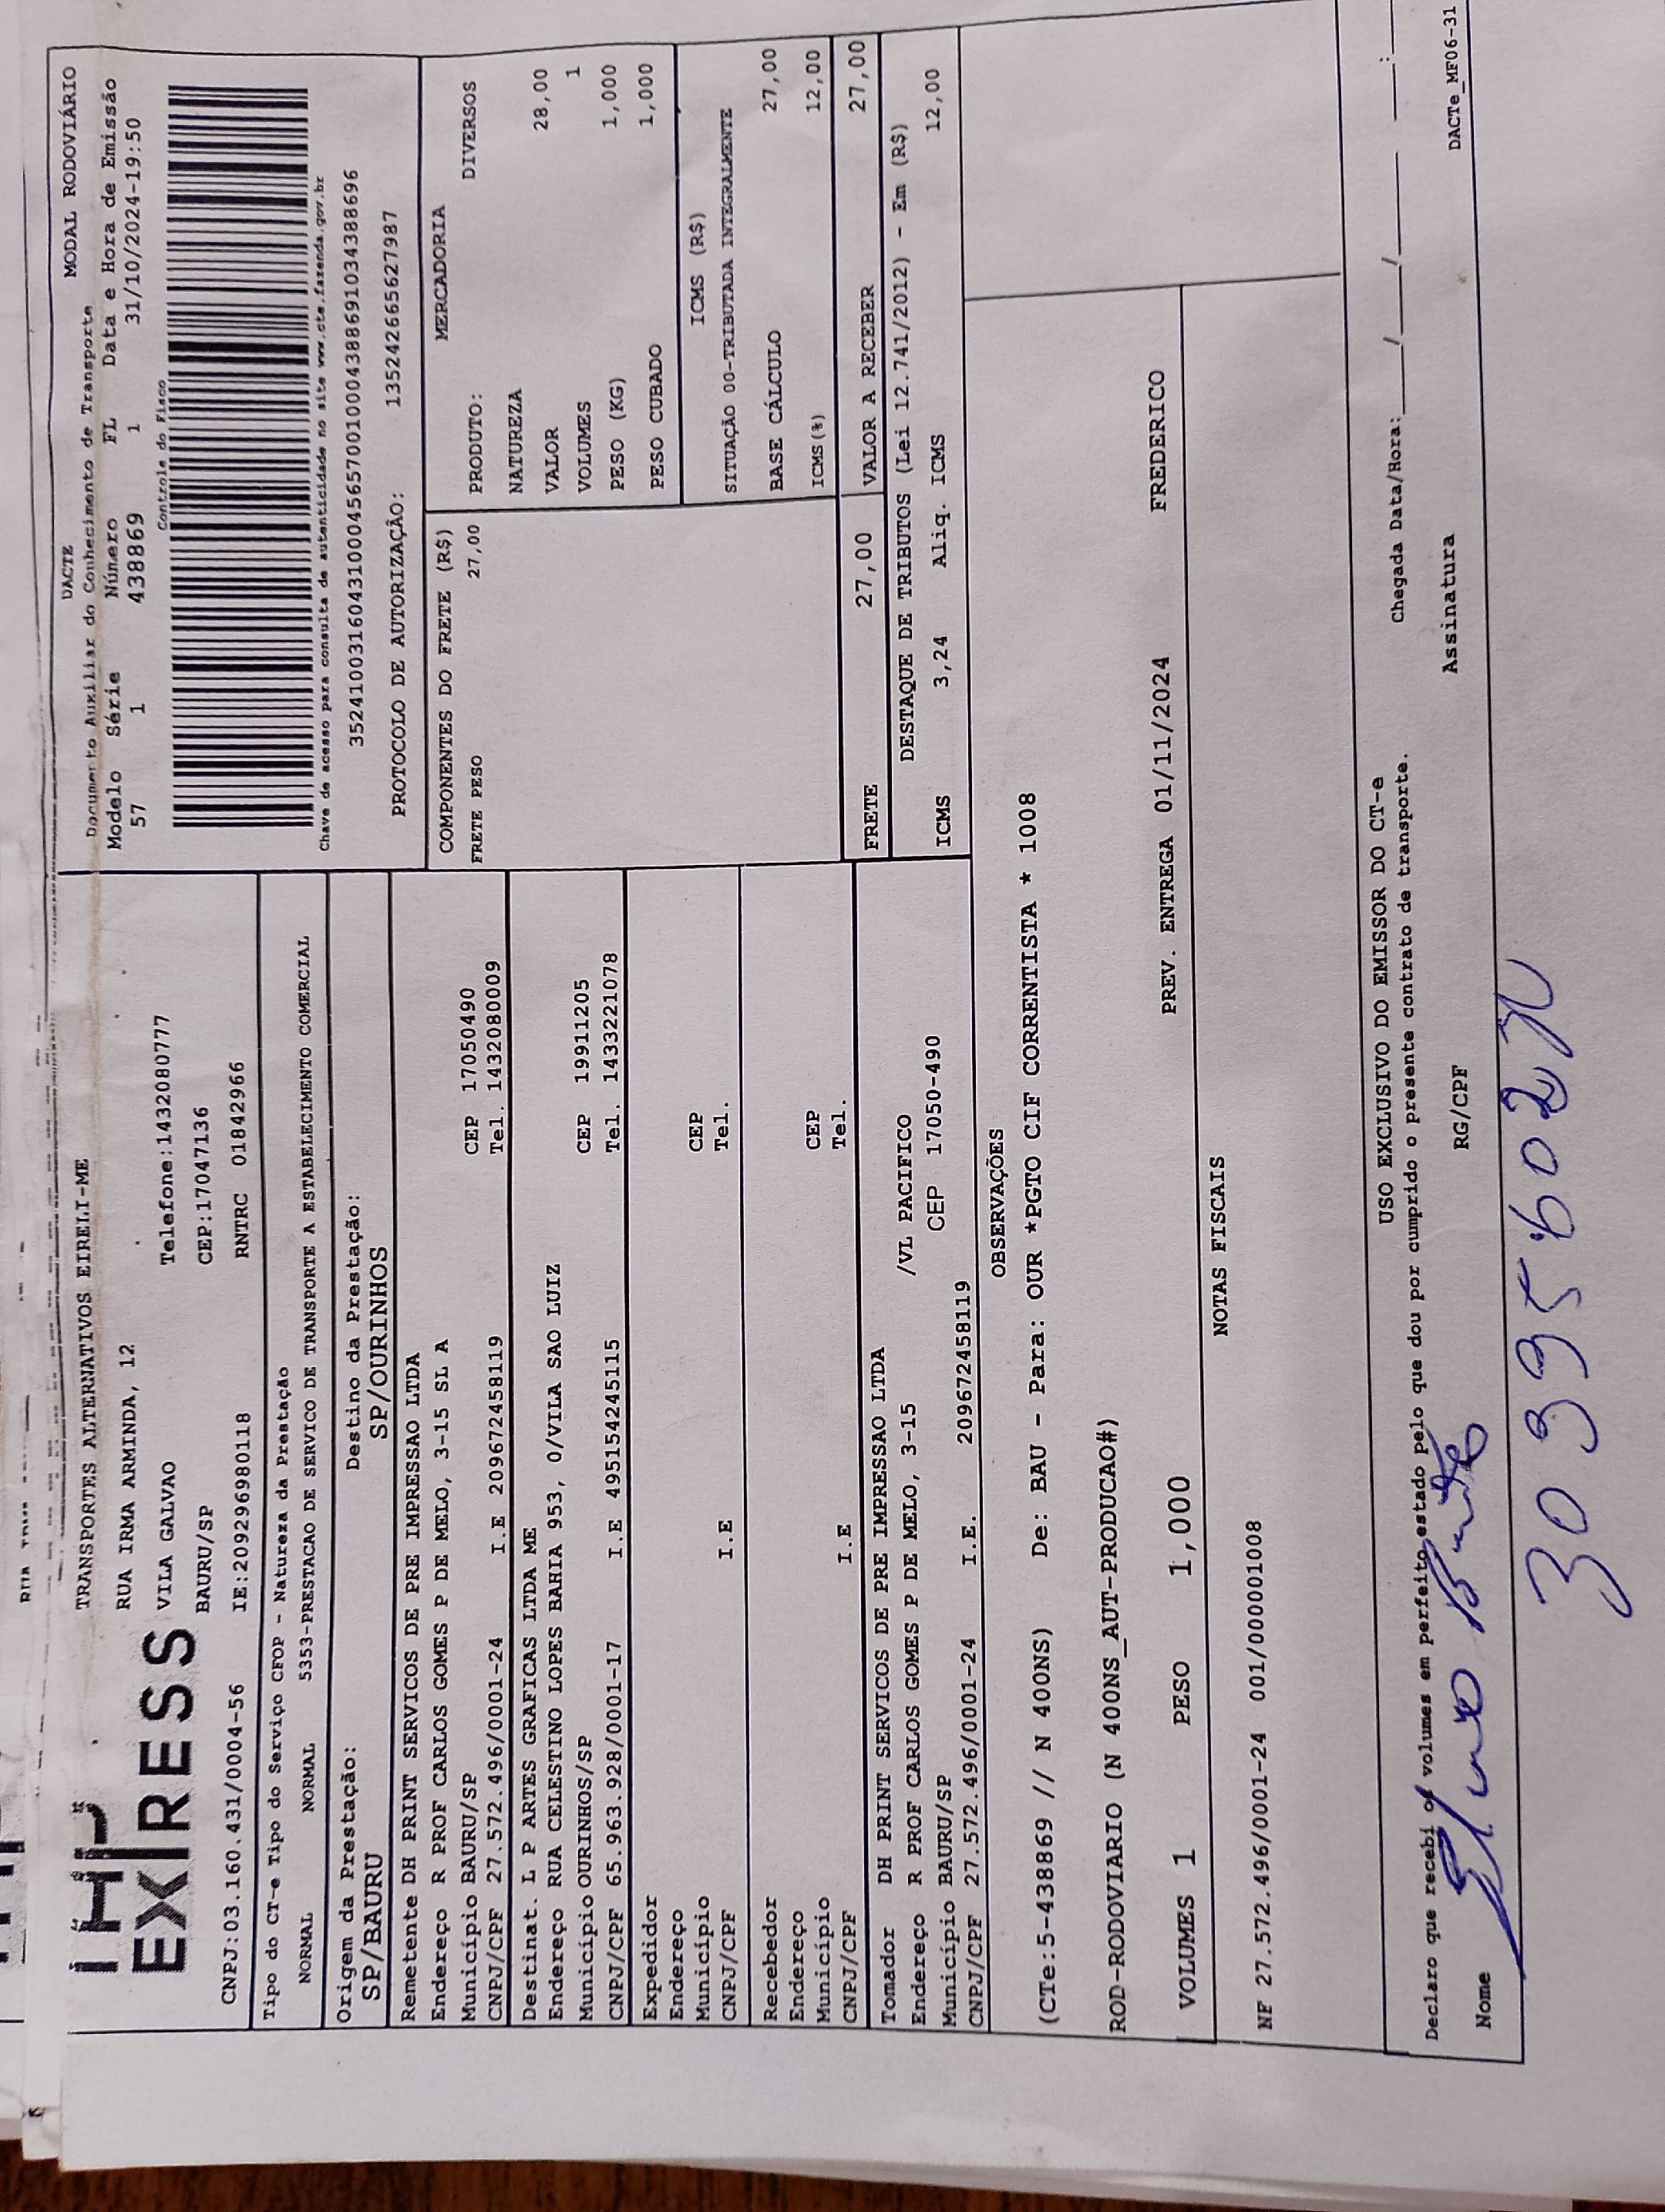 EXPRESS
TRANSPORTES ALTERNATIVOS EIRELI-ME
RUA IRMA ARMINDA, 12
VILA GALVAO Telefone:1432080777
BAURU/SP CEP:17047136
CNPJ:03.160.431/0004-56 IE:209296980118 RNTRC 01842966
DACTE MODAL RODOVIÁRIO
Documento Auxiliar do Conhecimento de Transporte
Modelo Série Número FL Data e Hora de Emissão
57 1 438869 1 31/10/2024-19:50
Controle do Fisco
Chave de acesso para consulta de autenticidade no site www.cte.fazenda.gov.br
35241003160431000456570010004388691034388696
PROTOCOLO DE AUTORIZAÇÃO: 135242665627987
Tipo do CT-e Tipo do Serviço CFOP - Natureza da Prestação
NORMAL NORMAL 5353-PRESTACAO DE SERVICO DE TRANSPORTE A ESTABELECIMENTO COMERCIAL
Origem da Prestação: Destino da Prestação:
SP/BAURU SP/OURINHOS
Remetente DH PRINT SERVICOS DE PRE IMPRESSAO LTDA
Endereço R PROF CARLOS GOMES P DE MELO, 3-15 SL A
Município BAURU/SP CEP 17050490
CNPJ/CPF 27.572.496/0001-24 I.E 209672458119 Tel. 1432080009
Destinat. L P ARTES GRAFICAS LTDA ME
Endereço RUA CELESTINO LOPES BAHIA 953, 0/VILA SAO LUIZ
Município OURINHOS/SP CEP 19911205
CNPJ/CPF 65.963.928/0001-17 I.E 495154245115 Tel. 1433221078
Expedidor
Endereço
Município CEP
CNPJ/CPF I.E Tel.
Recebedor
Endereço
Município CEP
CNPJ/CPF I.E Tel.
Tomador DH PRINT SERVICOS DE PRE IMPRESSAO LTDA
Endereço R PROF CARLOS GOMES P DE MELO, 3-15 /VL PACIFICO
Município BAURU/SP CEP 17050-490
CNPJ/CPF 27.572.496/0001-24 I.E. 209672458119
COMPONENTES DO FRETE (R$)
FRETE PESO 27,00
MERCADORIA
PRODUTO: DIVERSOS
NATUREZA
VALOR 28,00
VOLUMES 1
PESO (KG) 1,000
PESO CUBADO 1,000
ICMS (R$)
SITUAÇÃO 00-TRIBUTADA INTEGRALMENTE
BASE CÁLCULO 27,00
ICMS(%) 12,00
FRETE 27,00 VALOR A RECEBER 27,00
DESTAQUE DE TRIBUTOS (Lei 12.741/2012) - Em (R$)
ICMS 3,24 Aliq. ICMS 12,00
OBSERVAÇÕES
(CTe:5-438869 // N 400NS) De: BAU - Para: OUR *PGTO CIF CORRENTISTA * 1008
ROD-RODOVIARIO (N 400NS_AUT-PRODUCAO#)
VOLUMES 1 PESO 1,000 PREV. ENTREGA 01/11/2024 FREDERICO
NOTAS FISCAIS
NF 27.572.496/0001-24 001/000001008
USO EXCLUSIVO DO EMISSOR DO CT-e
Declaro que recebi os volumes em perfeito estado pelo que dou por cumprido o presente contrato de transporte.
Chegada Data/Hora:___/___/_____ ___:___
Nome RG/CPF Assinatura
DACTe_MF06-31